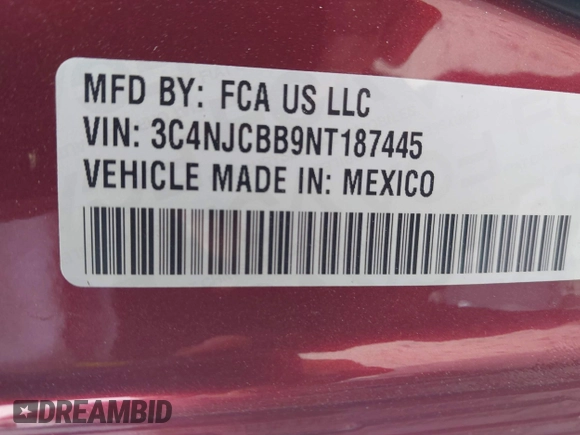 MFD BY: FCA US LLC
VIN: 3C4NJCBB9NT187445
VEHICLE MADE IN: MEXICO
DREAMBID